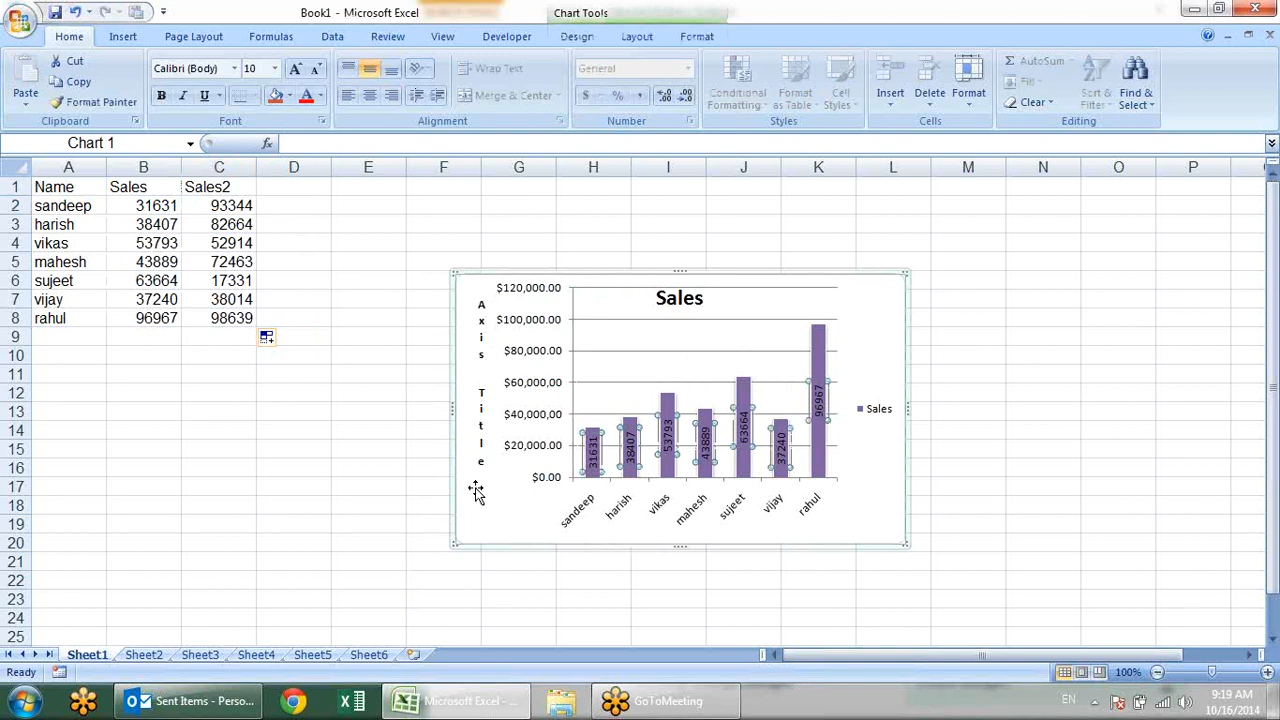 Book1 - Microsoft Excel
Chart Tools
Home Insert Page Layout Formulas Data Review View Developer Design Layout Format
Paste
Cut
Copy
Format Painter
Clipboard
Calibri (Body) 10
B I U
Font
Wrap Text
Merge & Center
Alignment
General
$ % ,
Number
Conditional Formatting
Format as Table
Cell Styles
Styles
Insert Delete Format
Cells
AutoSum
Fill
Clear
Sort & Filter
Find & Select
Editing
Chart 1
fx
A B C D E F G H I J K L M N O P
1 Name Sales Sales2
2 sandeep 31631 93344
3 harish 38407 82664
4 vikas 53793 52914
5 mahesh 43889 72463
6 sujeet 63664 17331
7 vijay 37240 38014
8 rahul 96967 98639
9
10
11
12
13
14
15
16
17
18
19
20
21
22
23
24
25
Sales
Axis Title
$120,000.00
$100,000.00
$80,000.00
$60,000.00
$40,000.00
$20,000.00
$0.00
31631 38407 53793 43889 63664 37240 96967
sandeep harish vikas mahesh sujeet vijay rahul
Sales
Sheet1 Sheet2 Sheet3 Sheet4 Sheet5 Sheet6
Ready
100%
Sent Items - Perso...
Microsoft Excel - ...
GoToMeeting
EN
9:19 AM
10/16/2014